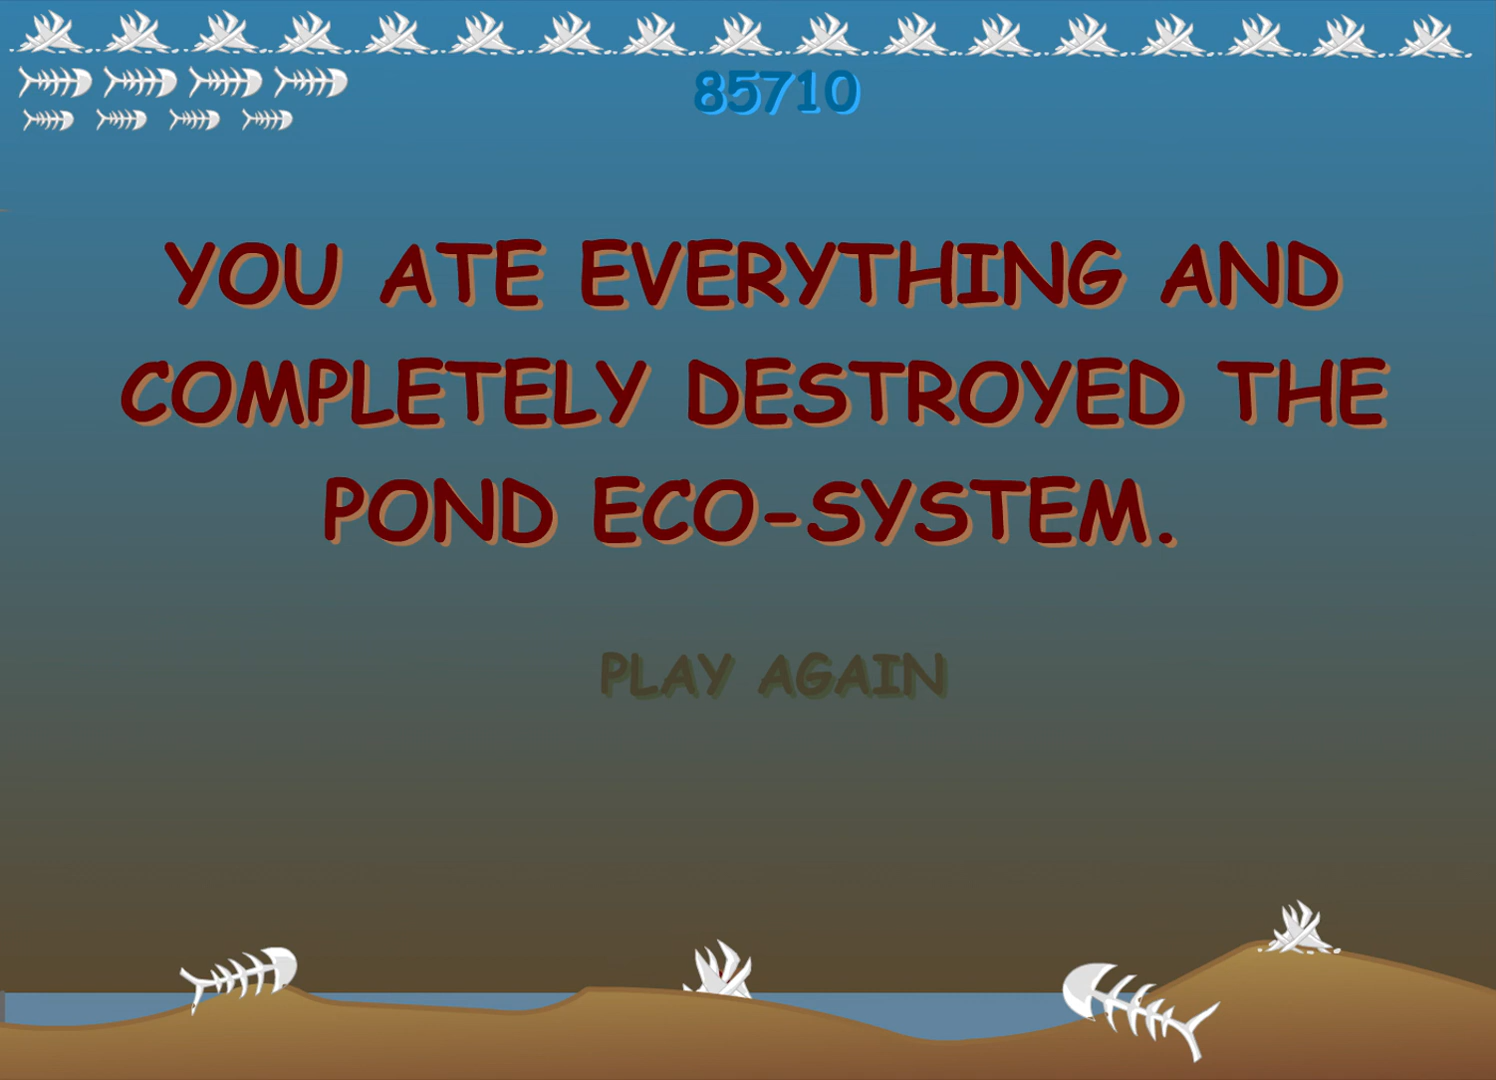 85710
YOU ATE EVERYTHING AND
COMPLETELY DESTROYED THE
POND ECO-SYSTEM.
PLAY AGAIN